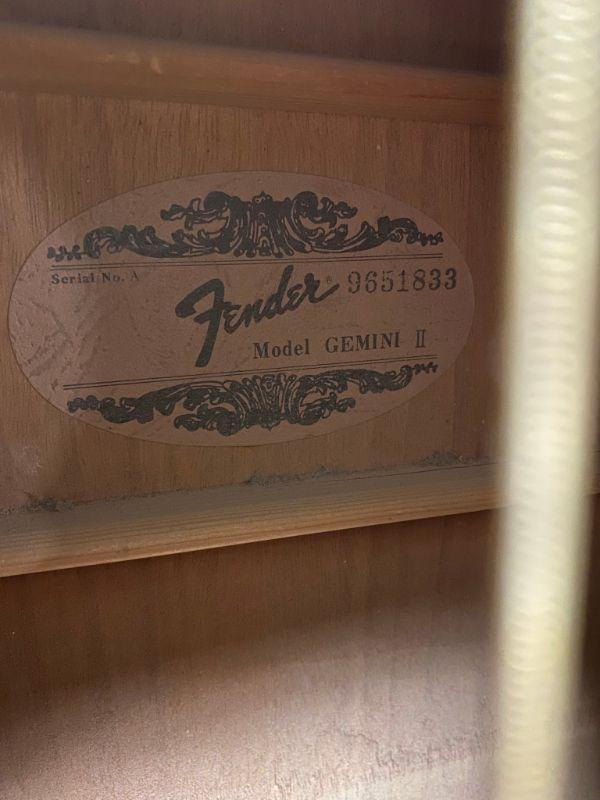 Serial No. A
Fender® 9651833
Model GEMINI II